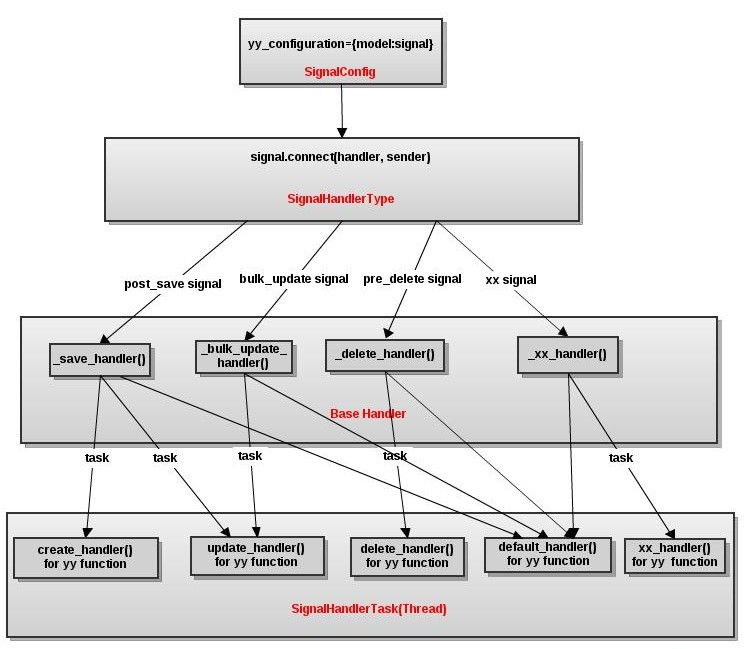 yy_configuration={model:signal}
SignalConfig
signal.connect(handler, sender)
SignalHandlerType
post_save signal
bulk_update signal
pre_delete signal
xx signal
_save_handler()
_bulk_update_
handler()
_delete_handler()
_xx_handler()
Base Handler
task
task
task
task
task
create_handler()
for yy function
update_handler()
for yy function
delete_handler()
for yy function
default_handler()
for yy function
xx_handler()
for yy function
SignalHandlerTask(Thread)